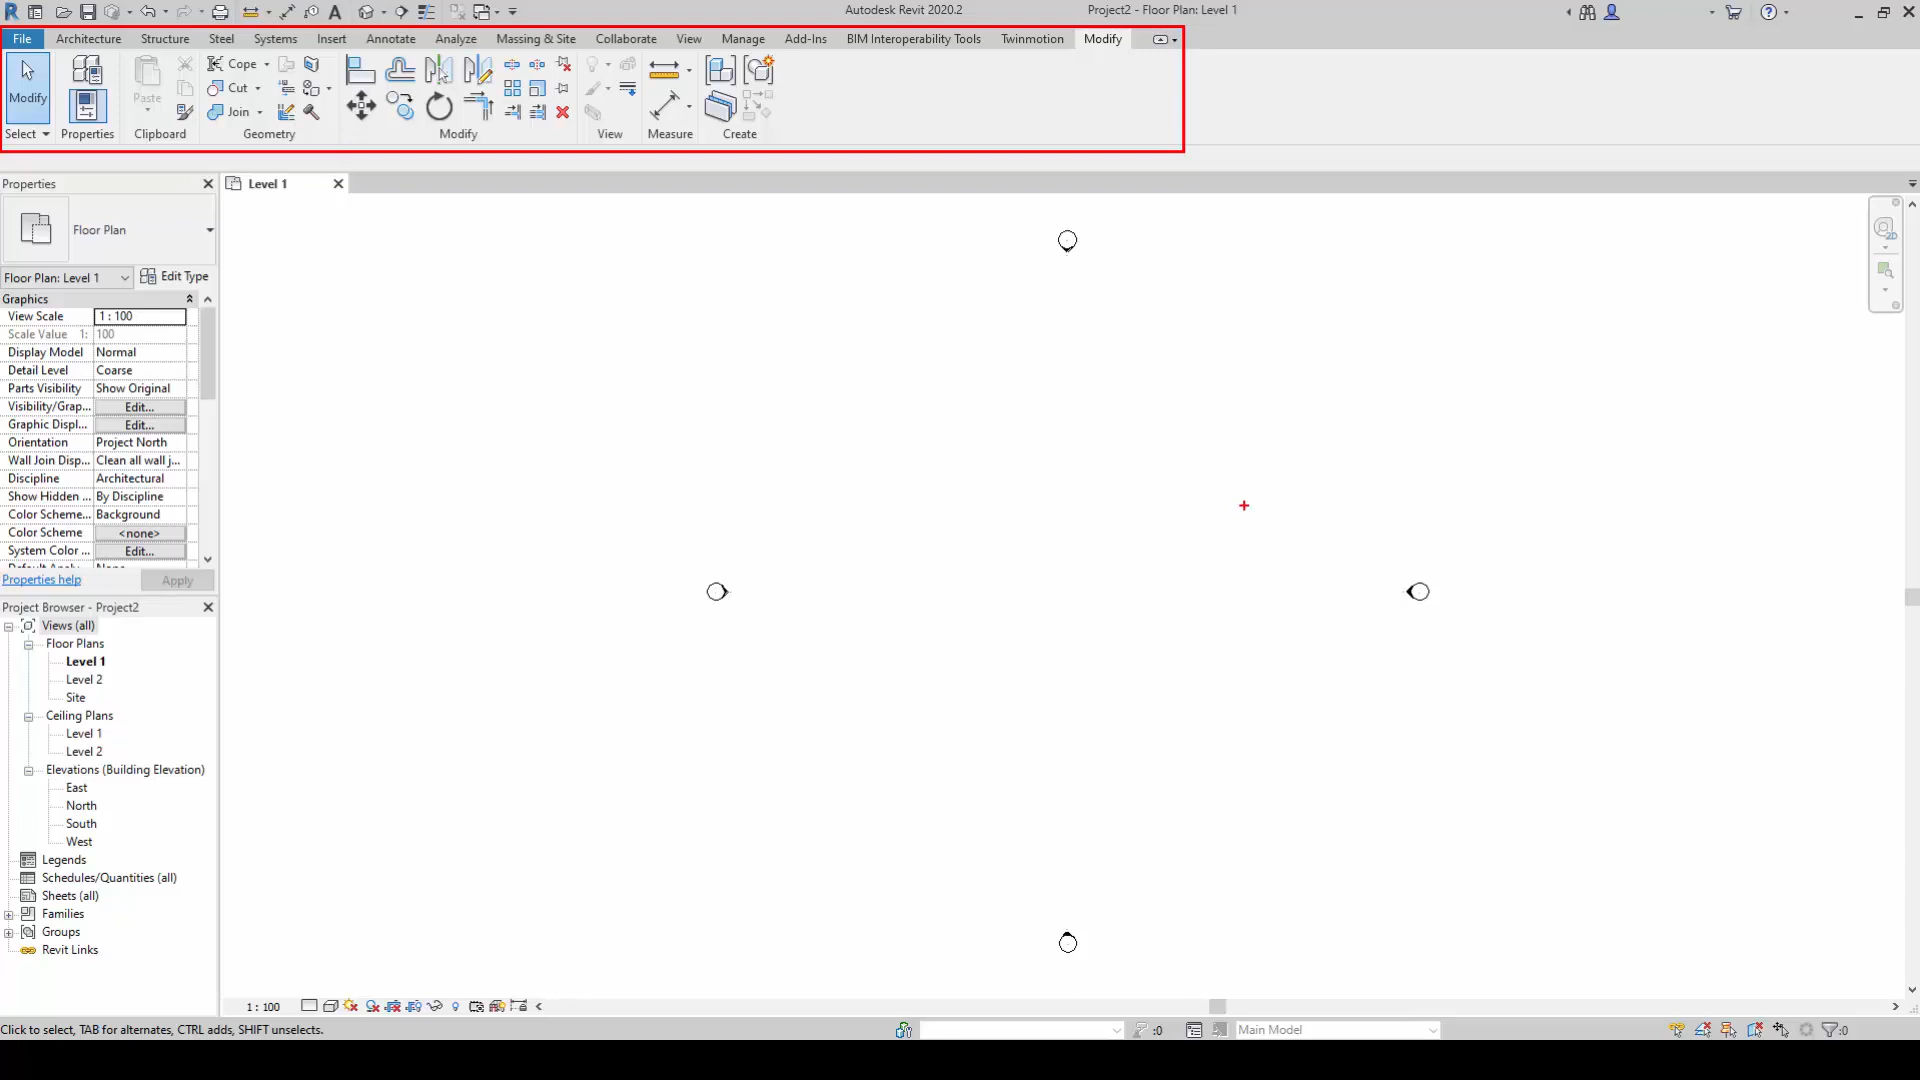 Autodesk Revit 2020.2 Project2 - Floor Plan: Level 1
File Architecture Structure Steel Systems Insert Annotate Analyze Massing & Site Collaborate View Manage Add-Ins BIM Interoperability Tools Twinmotion Modify
Modify
Paste
Cope
Cut
Join
Select Properties Clipboard Geometry Modify View Measure Create
Properties
Level 1
Floor Plan
Floor Plan: Level 1
Edit Type
Graphics
View Scale 1 : 100
Scale Value 1: 100
Display Model Normal
Detail Level Coarse
Parts Visibility Show Original
Visibility/Grap... Edit...
Graphic Displ... Edit...
Orientation Project North
Wall Join Disp... Clean all wall j...
Discipline Architectural
Show Hidden ... By Discipline
Color Scheme... Background
Color Scheme <none>
System Color ... Edit...
Properties help Apply
Project Browser - Project2
Views (all)
Floor Plans
Level 1
Level 2
Site
Ceiling Plans
Level 1
Level 2
Elevations (Building Elevation)
East
North
South
West
Legends
Schedules/Quantities (all)
Sheets (all)
Families
Groups
Revit Links
1 : 100
Click to select, TAB for alternates, CTRL adds, SHIFT unselects.
:0
Main Model
:0